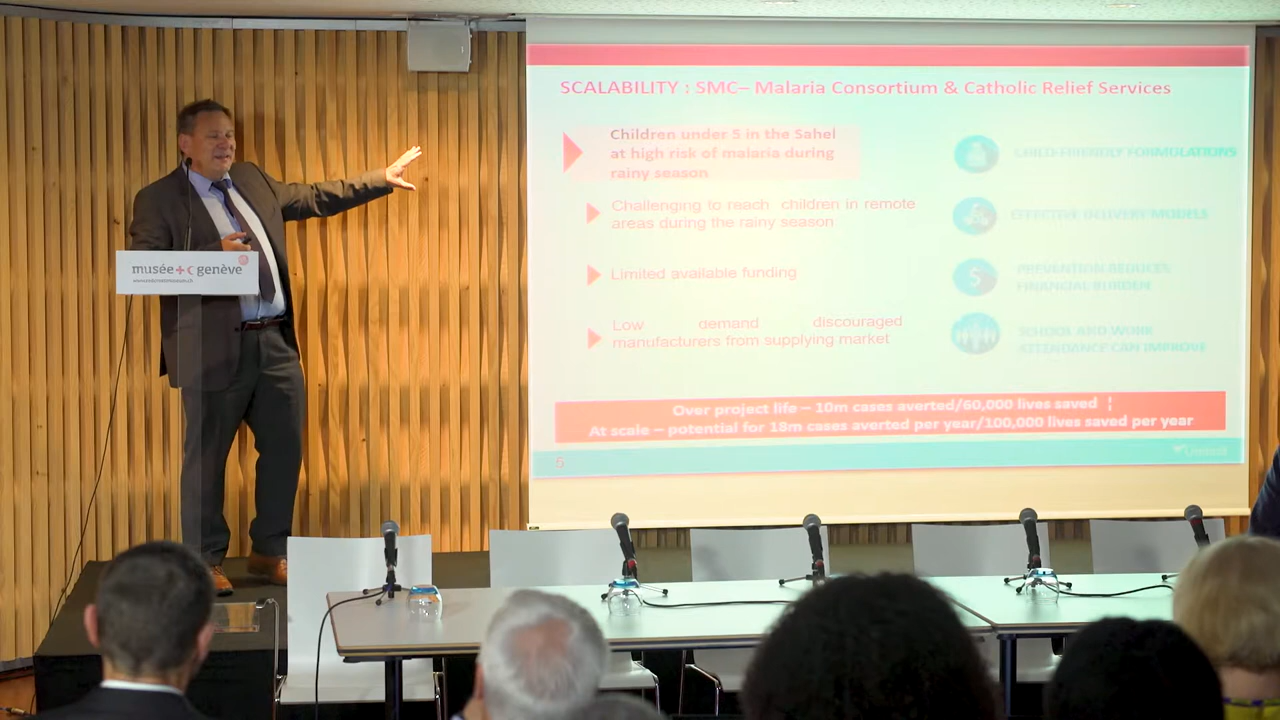 musée+☾ genève
SCALABILITY : SMC– Malaria Consortium & Catholic Relief Services
Children under 5 in the Sahel
at high risk of malaria during
rainy season
Challenging to reach children in remote
areas during the rainy season
Limited available funding
Low demand discouraged
manufacturers from supplying market
CHILD-FRIENDLY FORMULATIONS
EFFECTIVE DELIVERY MODELS
PREVENTION REDUCES
FINANCIAL BURDEN
SCHOOL AND WORK
ATTENDANCE CAN IMPROVE
Over project life – 10m cases averted/60,000 lives saved ¦
At scale – potential for 18m cases averted per year/100,000 lives saved per year
5